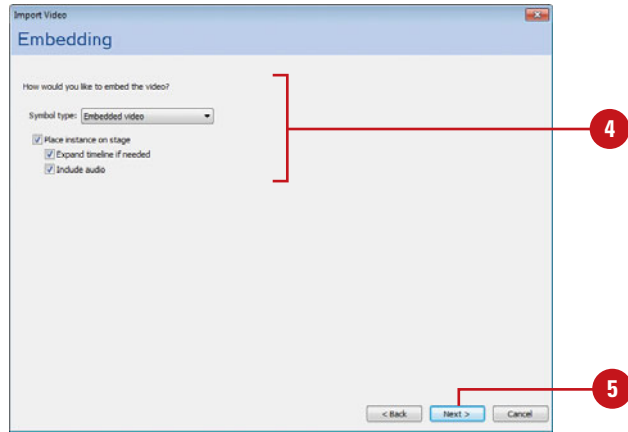 Import Video
Embedding
How would you like to embed the video?
Symbol type: Embedded video
Place instance on stage
Expand timeline if needed
Include audio
4
5
< Back Next > Cancel